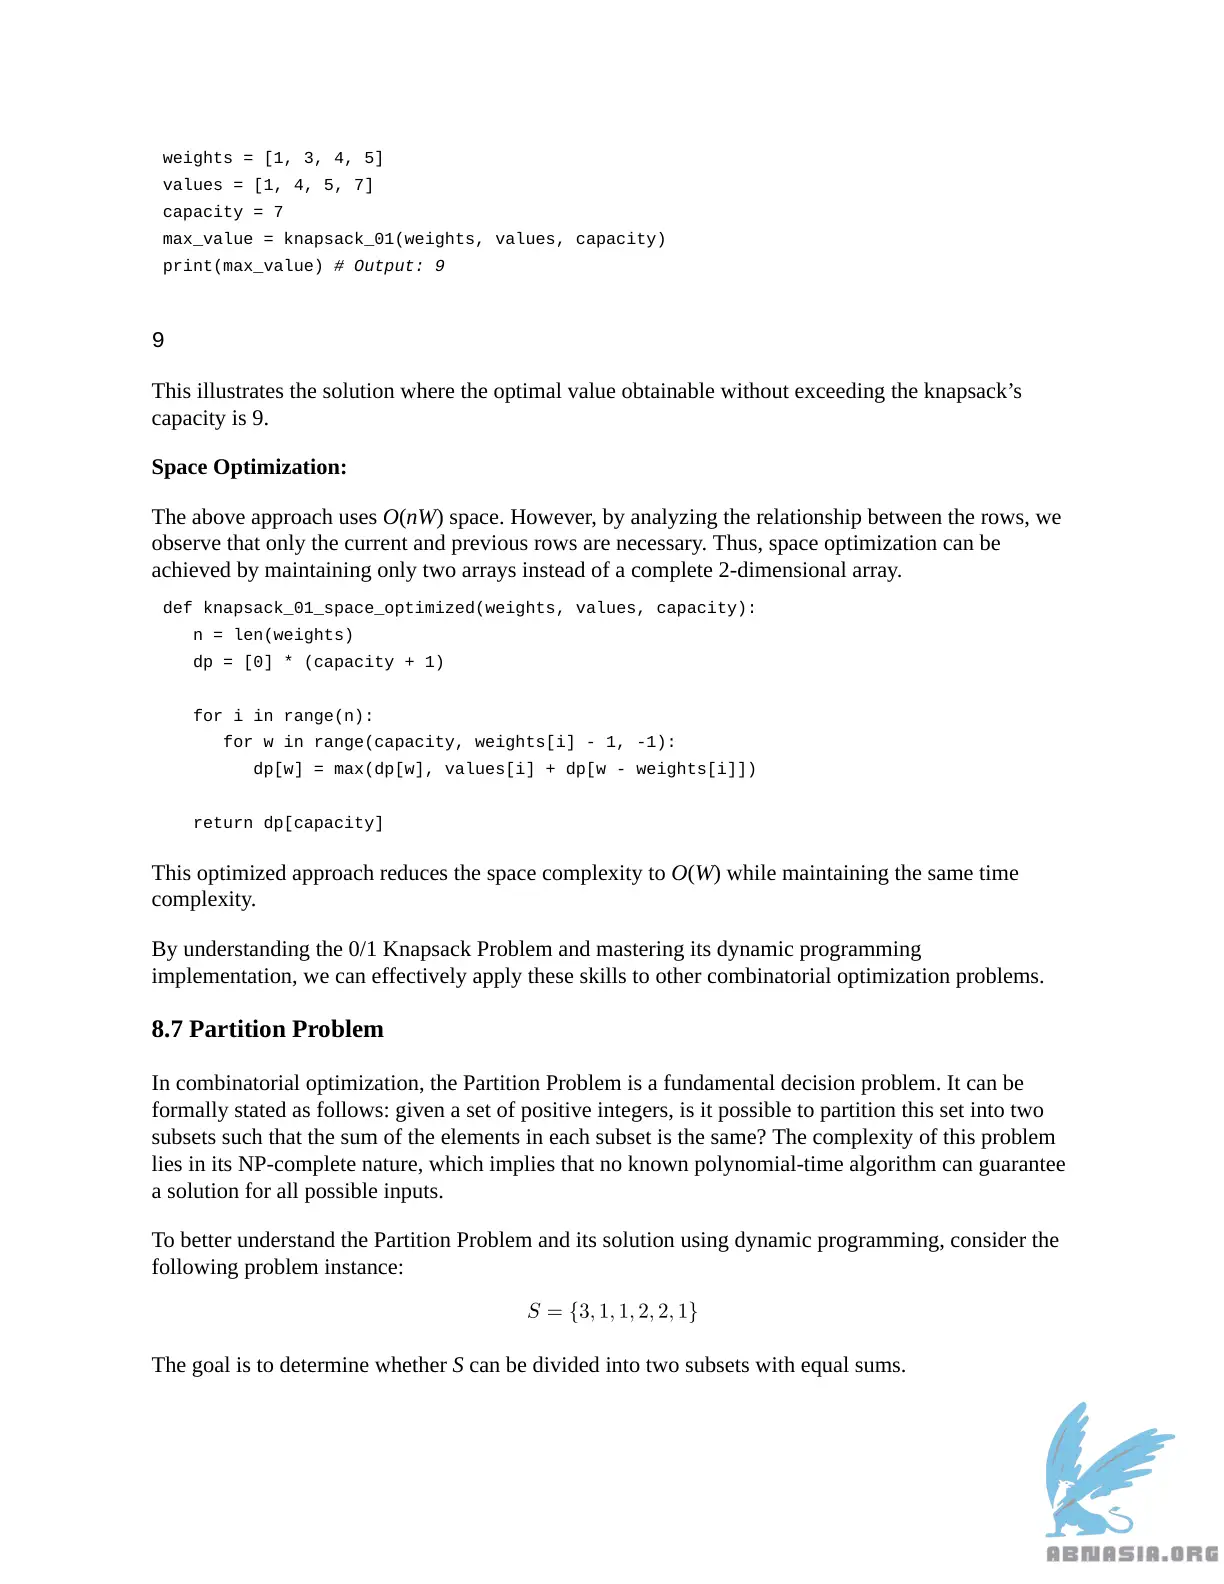 weights = [1, 3, 4, 5]
values = [1, 4, 5, 7]
capacity = 7
max_value = knapsack_01(weights, values, capacity)
print(max_value) # Output: 9
9
This illustrates the solution where the optimal value obtainable without exceeding the knapsack’s
capacity is 9.
Space Optimization:
The above approach uses O(nW) space. However, by analyzing the relationship between the rows, we
observe that only the current and previous rows are necessary. Thus, space optimization can be
achieved by maintaining only two arrays instead of a complete 2-dimensional array.
def knapsack_01_space_optimized(weights, values, capacity):
   n = len(weights)
   dp = [0] * (capacity + 1)
   for i in range(n):
      for w in range(capacity, weights[i] - 1, -1):
         dp[w] = max(dp[w], values[i] + dp[w - weights[i]])
   return dp[capacity]
This optimized approach reduces the space complexity to O(W) while maintaining the same time
complexity.
By understanding the 0/1 Knapsack Problem and mastering its dynamic programming
implementation, we can effectively apply these skills to other combinatorial optimization problems.
8.7 Partition Problem
In combinatorial optimization, the Partition Problem is a fundamental decision problem. It can be
formally stated as follows: given a set of positive integers, is it possible to partition this set into two
subsets such that the sum of the elements in each subset is the same? The complexity of this problem
lies in its NP-complete nature, which implies that no known polynomial-time algorithm can guarantee
a solution for all possible inputs.
To better understand the Partition Problem and its solution using dynamic programming, consider the
following problem instance:
S = {3, 1, 1, 2, 2, 1}
The goal is to determine whether S can be divided into two subsets with equal sums.
ABNASIA.ORG